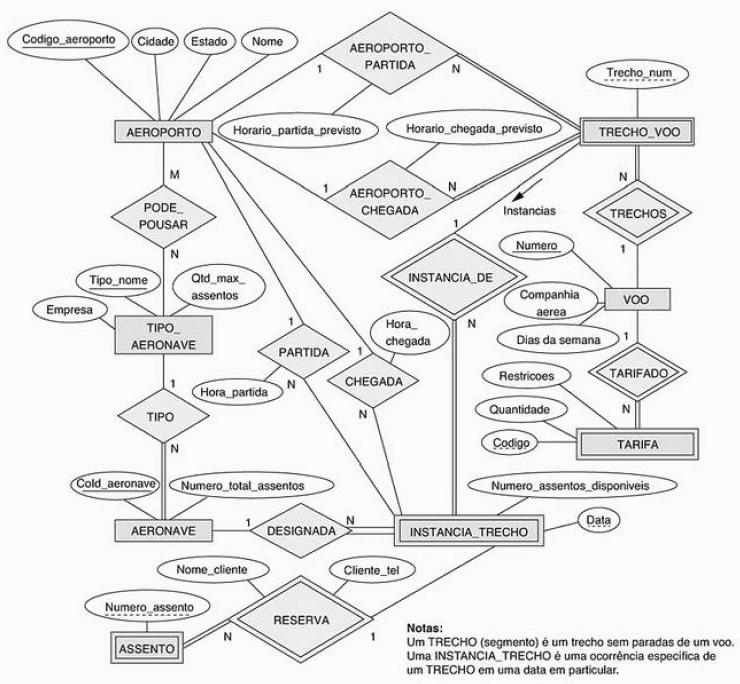 Codigo_aeroporto
Cidade
Estado
Nome
AEROPORTO_
PARTIDA
1
N
Trecho_num
AEROPORTO
Horario_partida_previsto
Horario_chegada_previsto
TRECHO_VOO
M
1
AEROPORTO_
CHEGADA
N
Instancias
N
PODE_
POUSAR
TRECHOS
1
N
Numero
1
Tipo_nome
Qtd_max_
assentos
INSTANCIA_DE
Empresa
Companhia
aerea
VOO
TIPO_
AERONAVE
1
Hora_
chegada
N
Dias da semana
1
PARTIDA
1
CHEGADA
1
TARIFADO
Restricoes
TIPO
Hora_partida
N
N
Quantidade
N
N
Codigo
TARIFA
Cold_aeronave
Numero_total_assentos
Numero_assentos_disponiveis
AERONAVE
1
DESIGNADA
N
INSTANCIA_TRECHO
Data
Nome_cliente
Cliente_tel
Numero_assento
RESERVA
ASSENTO
N
1
Notas:
Um TRECHO (segmento) é um trecho sem paradas de um voo.
Uma INSTANCIA_TRECHO é uma ocorrência específica de
um TRECHO em uma data em particular.